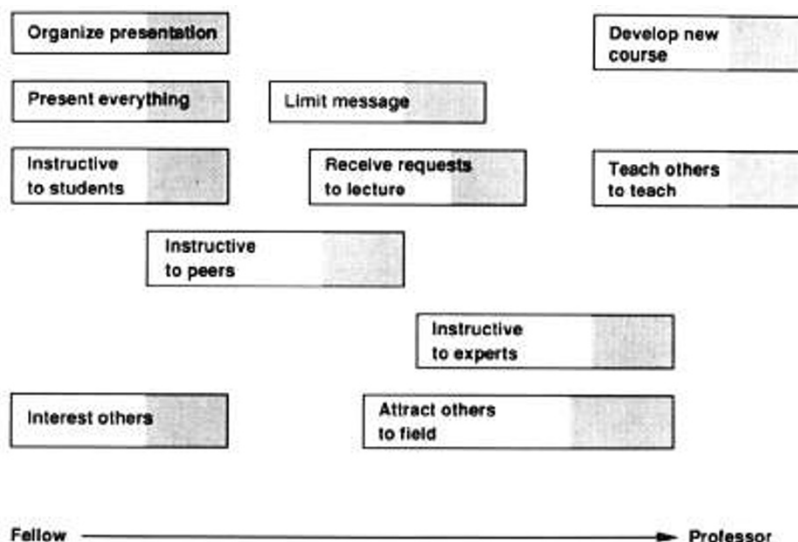 Organize presentation
Develop new
course
Present everything
Limit message
Instructive
to students
Receive requests
to lecture
Teach others
to teach
Instructive
to peers
Instructive
to experts
Interest others
Attract others
to field
Fellow
Professor